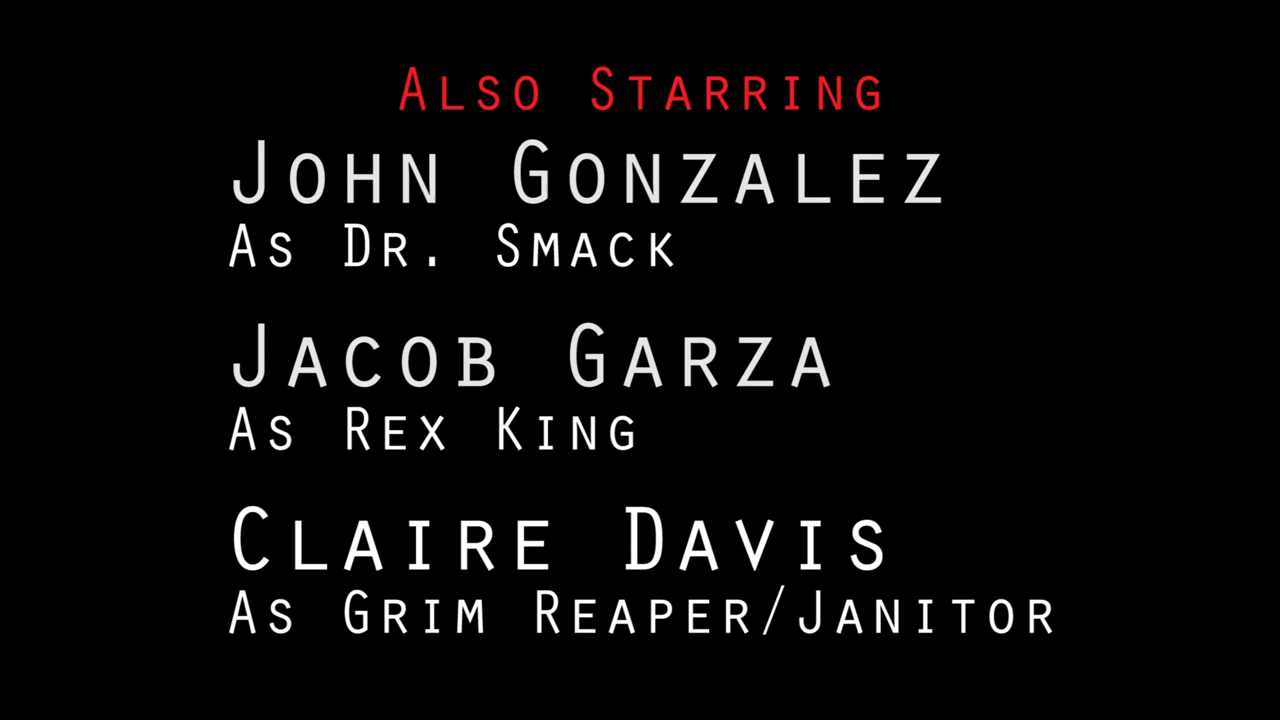 Also Starring
John Gonzalez
As Dr. Smack
Jacob Garza
As Rex King
Claire Davis
As Grim Reaper/Janitor